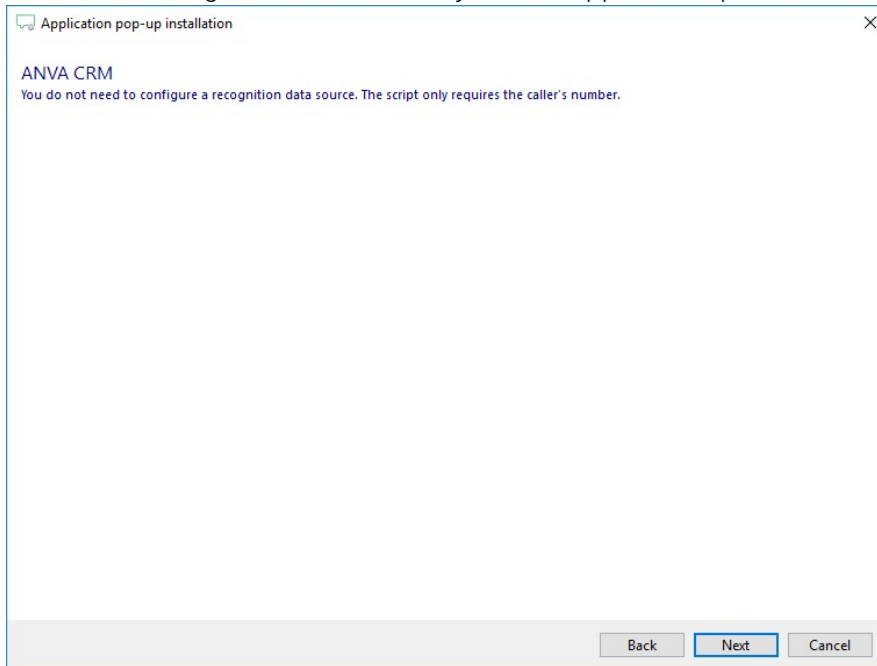 Application pop-up installation
ANVA CRM
You do not need to configure a recognition data source. The script only requires the caller's number.
Back Next Cancel